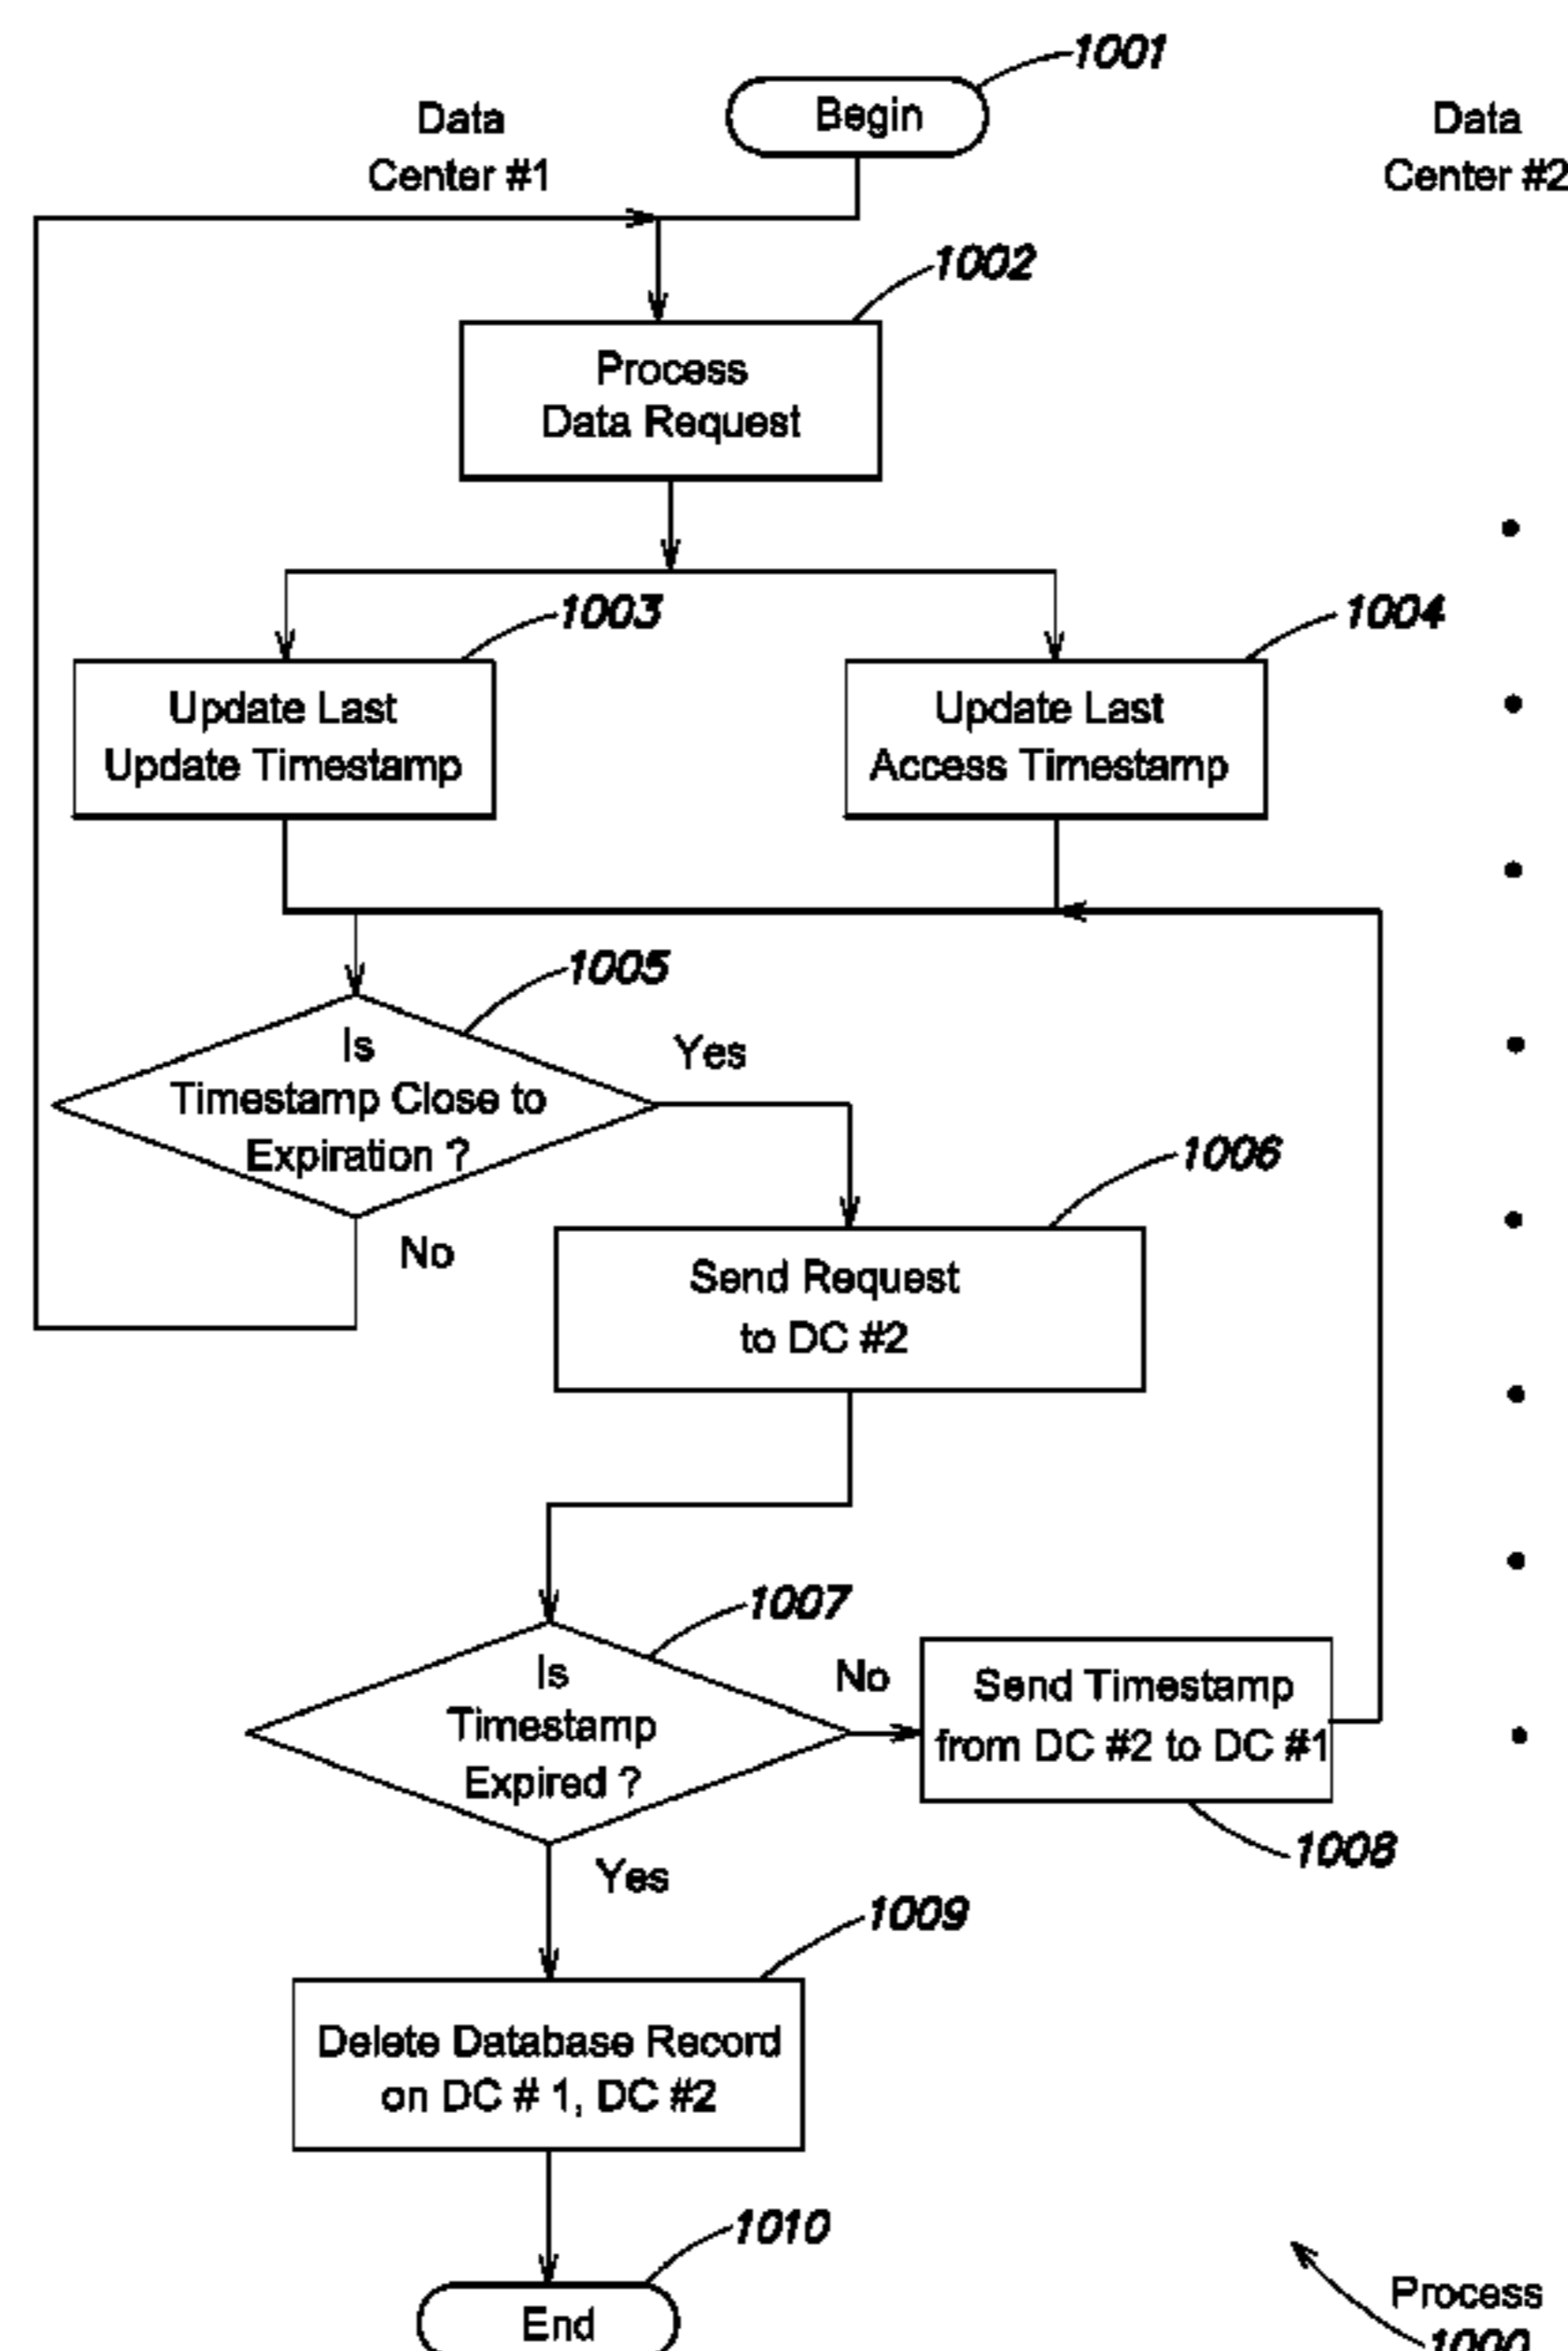 1001
Begin
Data
Center #1
Data
Center #2
1002
Process
Data Request
1003
1004
Update Last
Update Timestamp
Update Last
Access Timestamp
1005
Is
Timestamp Close to
Expiration ?
Yes
No
1006
Send Request
to DC #2
1007
Is
Timestamp
Expired ?
No
Send Timestamp
from DC #2 to DC #1
1008
Yes
1009
Delete Database Record
on DC # 1, DC #2
1010
End
Process
1000